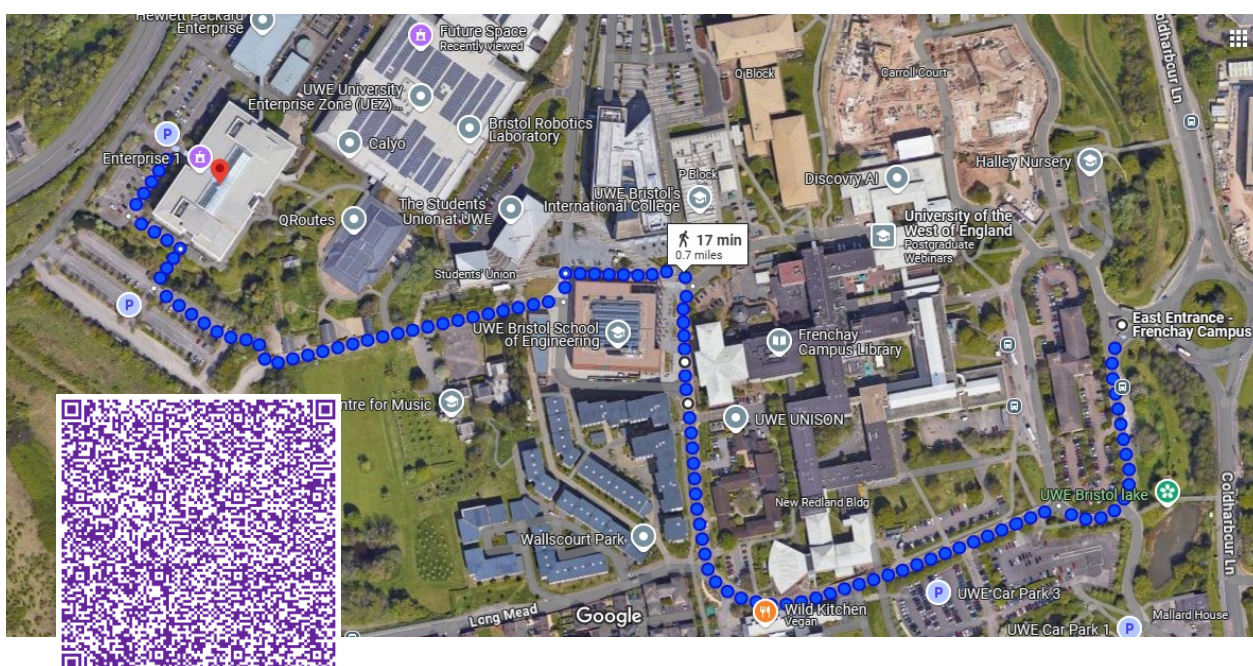 Hewlett Packard
Enterprise
Future Space
Recently viewed
UWE University
Enterprise Zone (UEZ)...
Bristol Robotics
Laboratory
Calyo
P
Enterprise 1
QRoutes
The Students'
Union at UWE
Students' Union
Q Block
Carroll Court
Coldharbour Ln
P Block
UWE Bristol's
International College
Discovry.AI
Halley Nursery
University of the
West of England
Postgraduate
Webinars
17 min
0.7 miles
P
UWE Bristol School
of Engineering
Frenchay
Campus Library
East Entrance -
Frenchay Campus
ntre for Music
UWE UNISON
UWE Bristol lake
New Redland Bldg
Wallscourt Park
Coldharbour Ln
Long Mead
Google
Wild Kitchen
Vegan
P
UWE Car Park 3
UWE Car Park 1
P
Mallard House